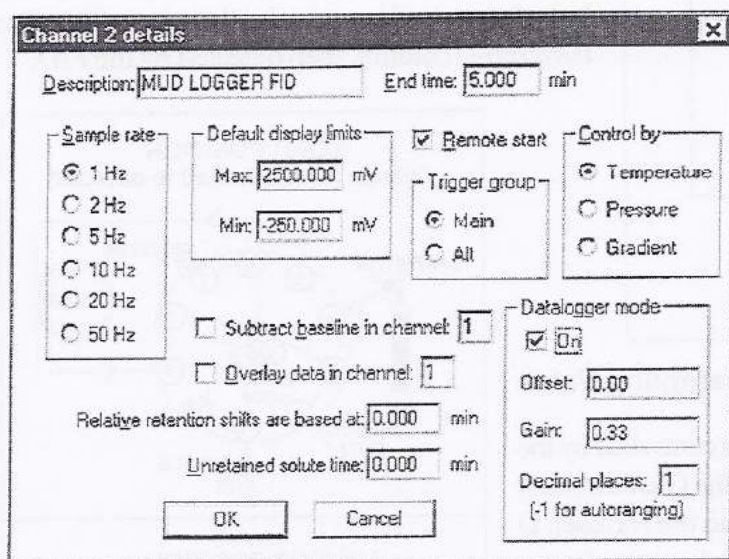 Channel 2 details
Description: MUD LOGGER FID
End time: 5.000 min
Sample rate
1 Hz
2 Hz
5 Hz
10 Hz
20 Hz
50 Hz
Default display limits
Max: 2500.000 mV
Min: -250.000 mV
Remote start
Trigger group
Main
Alt
Control by
Temperature
Pressure
Gradient
Subtract baseline in channel: 1
Overlay data in channel: 1
Relative retention shifts are based at: 0.000 min
Unretained solute time: 0.000 min
Datalogger mode
On
Offset: 0.00
Gain: 0.33
Decimal places: 1
(-1 for autoranging)
OK
Cancel